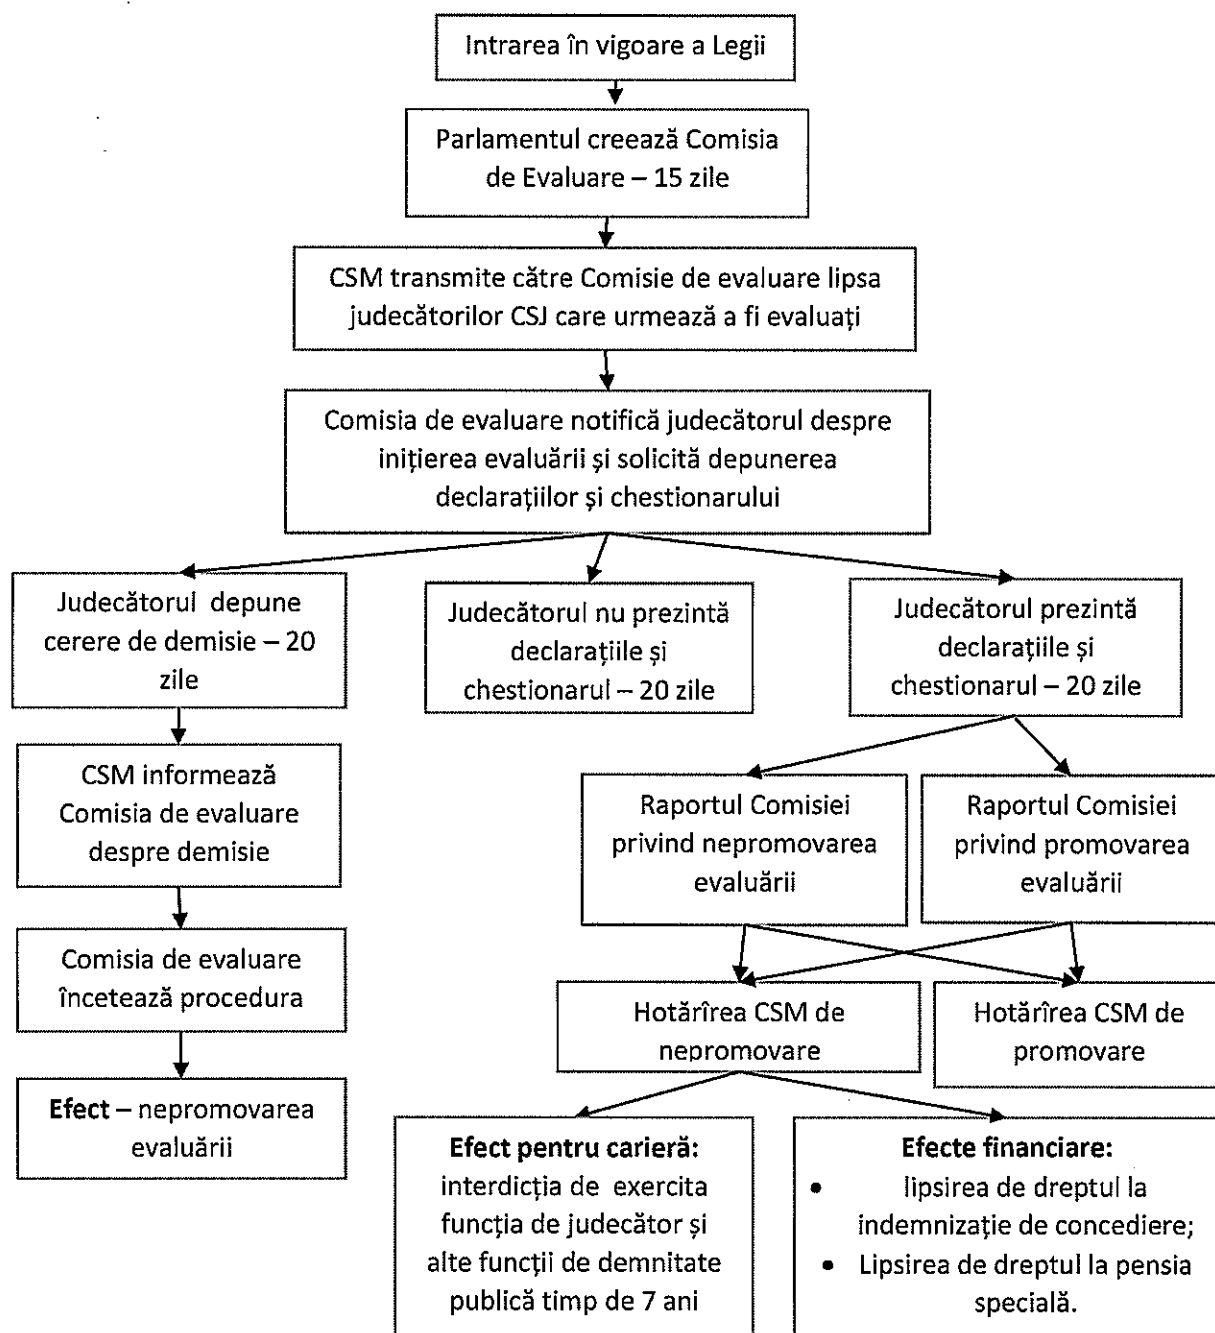 Intrarea în vigoare a Legii
Parlamentul creează Comisia
de Evaluare – 15 zile
CSM transmite către Comisie de evaluare lipsa
judecătorilor CSJ care urmează a fi evaluați
Comisia de evaluare notifică judecătorul despre
inițierea evaluării și solicită depunerea
declarațiilor și chestionarului
Judecătorul depune
cerere de demisie – 20
zile
Judecătorul nu prezintă
declarațiile și
chestionarul – 20 zile
Judecătorul prezintă
declarațiile și
chestionarul – 20 zile
CSM informează
Comisia de evaluare
despre demisie
Raportul Comisiei
privind nepromovarea
evaluării
Raportul Comisiei
privind promovarea
evaluării
Comisia de evaluare
încetează procedura
Hotărîrea CSM de
nepromovare
Hotărîrea CSM de
promovare
Efect – nepromovarea
evaluării
Efect pentru carieră:
interdicția de exercita
funcția de judecător și
alte funcții de demnitate
publică timp de 7 ani
Efecte financiare:
• lipsirea de dreptul la
indemnizație de concediere;
• Lipsirea de dreptul la pensia
specială.